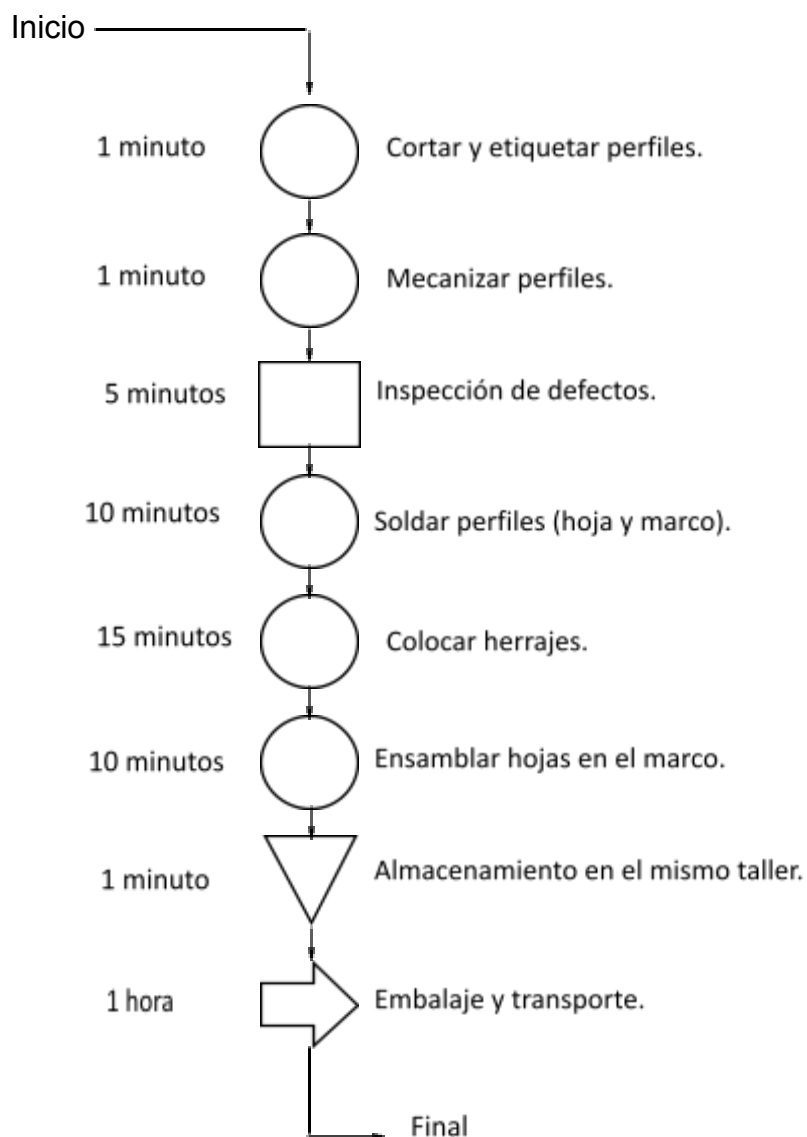 Inicio
1 minuto Cortar y etiquetar perfiles.
1 minuto Mecanizar perfiles.
5 minutos Inspección de defectos.
10 minutos Soldar perfiles (hoja y marco).
15 minutos Colocar herrajes.
10 minutos Ensamblar hojas en el marco.
1 minuto Almacenamiento en el mismo taller.
1 hora Embalaje y transporte.
Final